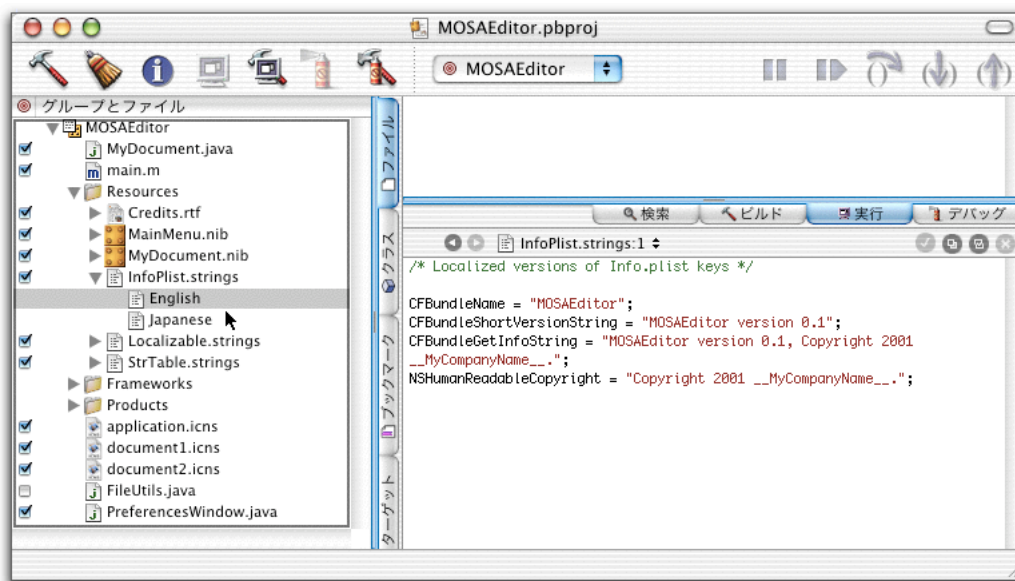 MOSAEditor.pbproj
MOSAEditor
グループとファイル
MOSAEditor
MyDocument.java
main.m
Resources
Credits.rtf
MainMenu.nib
MyDocument.nib
InfoPlist.strings
English
Japanese
Localizable.strings
StrTable.strings
Frameworks
Products
application.icns
document1.icns
document2.icns
FileUtils.java
PreferencesWindow.java
ファイル
クラス
ブックマーク
ターゲット
検索
ビルド
実行
デバッグ
InfoPlist.strings:1
/* Localized versions of Info.plist keys */
CFBundleName = "MOSAEditor";
CFBundleShortVersionString = "MOSAEditor version 0.1";
CFBundleGetInfoString = "MOSAEditor version 0.1, Copyright 2001
__MyCompanyName__.";
NSHumanReadableCopyright = "Copyright 2001 __MyCompanyName__.";